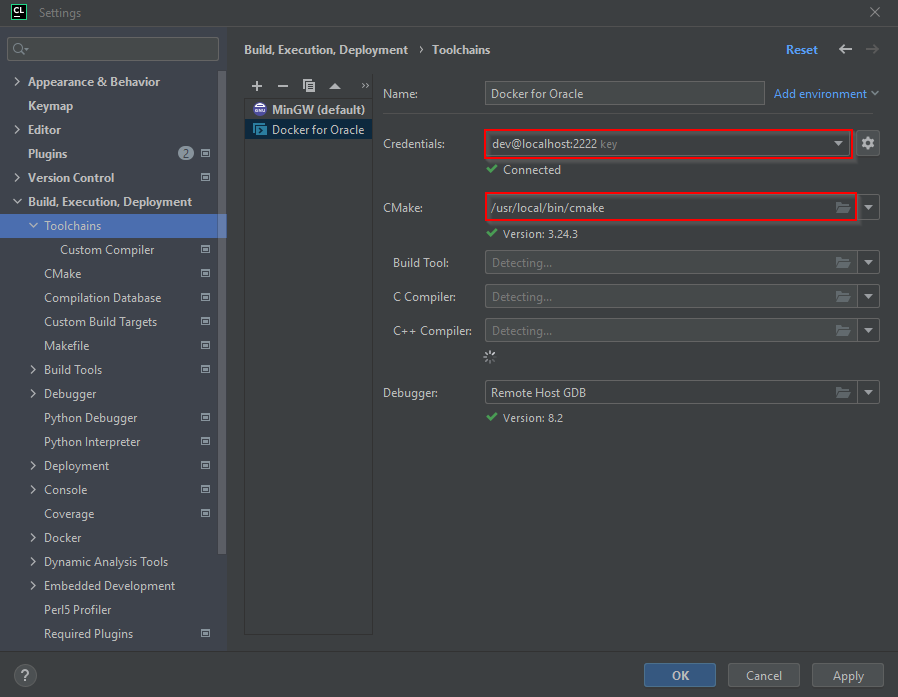 CL Settings
Build, Execution, Deployment › Toolchains Reset
Appearance & Behavior
Keymap
Editor
Plugins 2
Version Control
Build, Execution, Deployment
Toolchains
Custom Compiler
CMake
Compilation Database
Custom Build Targets
Makefile
Build Tools
Debugger
Python Debugger
Python Interpreter
Deployment
Console
Coverage
Docker
Dynamic Analysis Tools
Embedded Development
Perl5 Profiler
Required Plugins
MinGW (default)
Docker for Oracle
Name: Docker for Oracle Add environment
Credentials: dev@localhost:2222 key
Connected
CMake: /usr/local/bin/cmake
Version: 3.24.3
Build Tool: Detecting...
C Compiler: Detecting...
C++ Compiler: Detecting...
Debugger: Remote Host GDB
Version: 8.2
? OK Cancel Apply